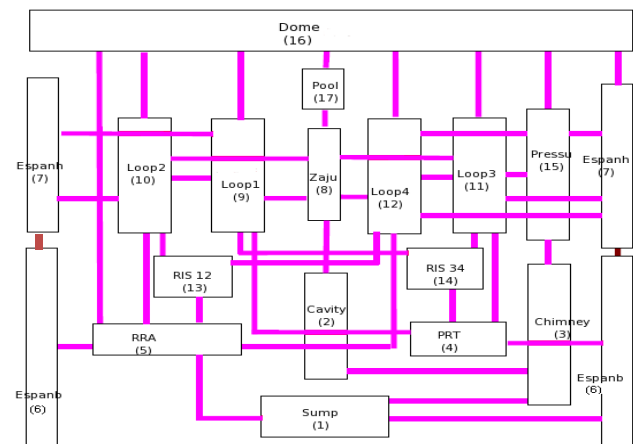 Dome
(16)
Pool
(17)
Espanh
(7)
Loop2
(10)
Loop1
(9)
Zaju
(8)
Loop4
(12)
Loop3
(11)
Pressu
(15)
Espanh
(7)
RIS 12
(13)
RIS 34
(14)
Cavity
(2)
Chimney
(3)
RRA
(5)
PRT
(4)
Espanb
(6)
Sump
(1)
Espanb
(6)